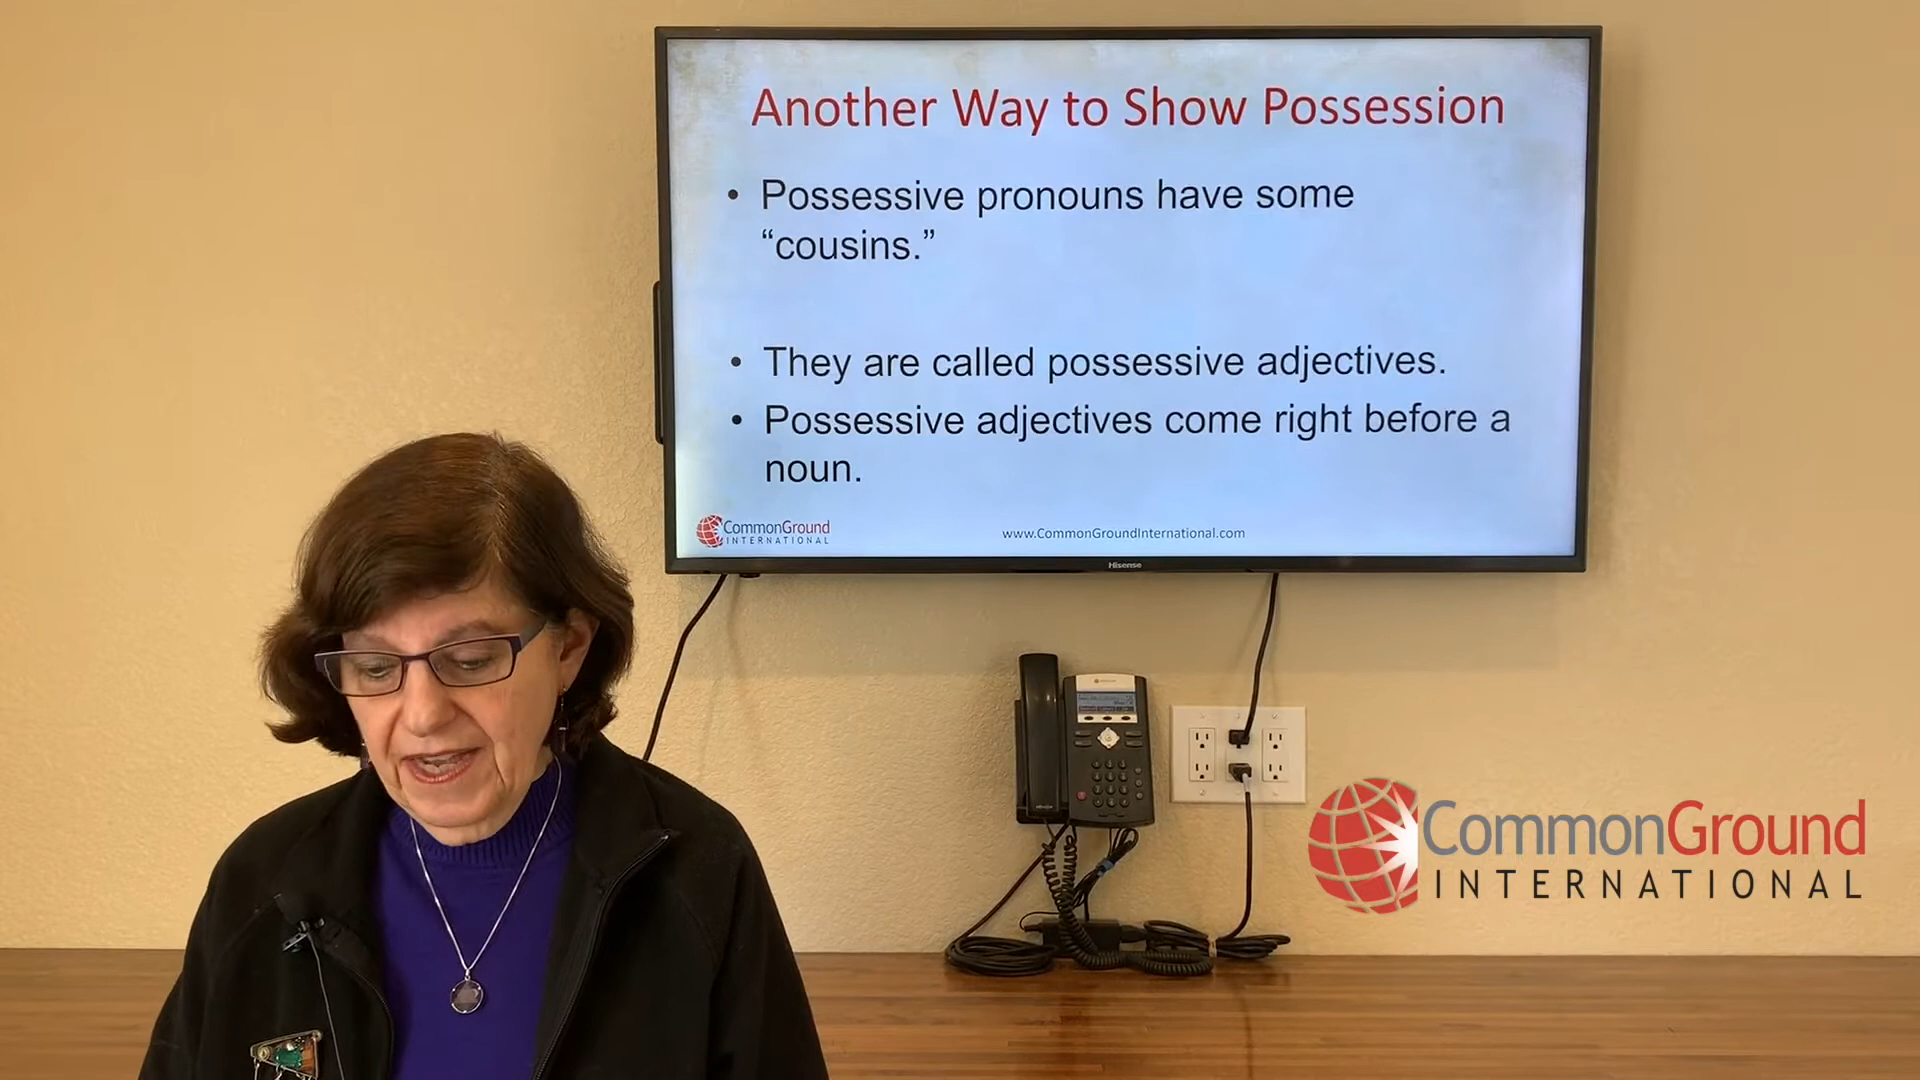 Another Way to Show Possession
• Possessive pronouns have some
“cousins.”
• They are called possessive adjectives.
• Possessive adjectives come right before a
noun.
CommonGround
INTERNATIONAL
www.CommonGroundInternational.com
Hisense
CommonGround
INTERNATIONAL